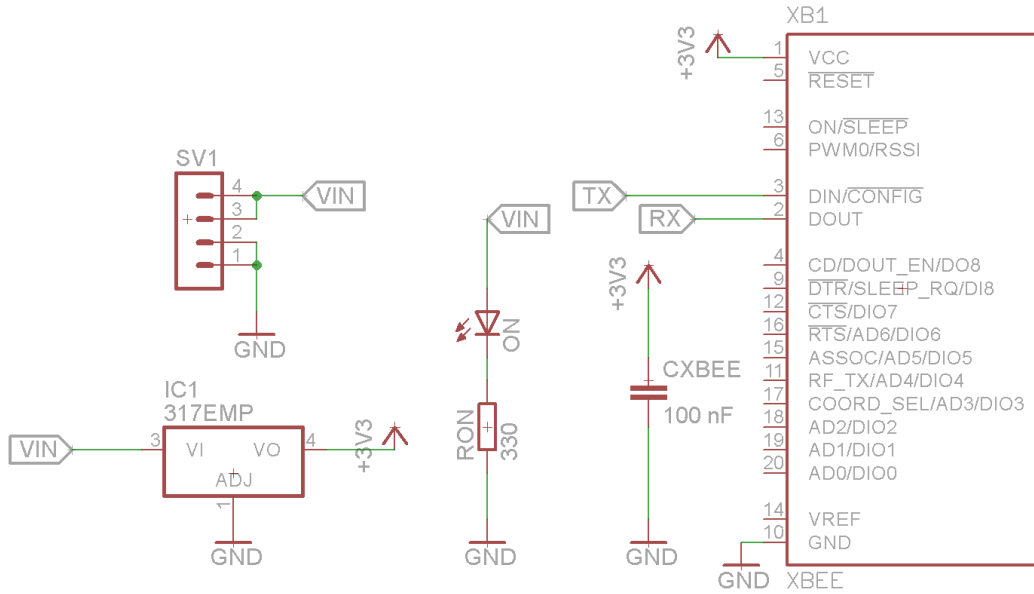 XB1
+3V3
1 VCC
5 RESET
13 ON/SLEEP
6 PWM0/RSSI
TX
3 DIN/CONFIG
RX
2 DOUT
4 CD/DOUT_EN/DO8
9 DTR/SLEEP_RQ/DI8
12 CTS/DIO7
16 RTS/AD6/DIO6
15 ASSOC/AD5/DIO5
11 RF_TX/AD4/DIO4
17 COORD_SEL/AD3/DIO3
18 AD2/DIO2
19 AD1/DIO1
20 AD0/DIO0
14 VREF
10 GND
GND
XBEE
SV1
4
VIN
3
2
1
GND
VIN
ON
RON
330
GND
+3V3
CXBEE
100 nF
GND
IC1
317EMP
VIN
3
VI
VO
4
+3V3
ADJ
1
GND